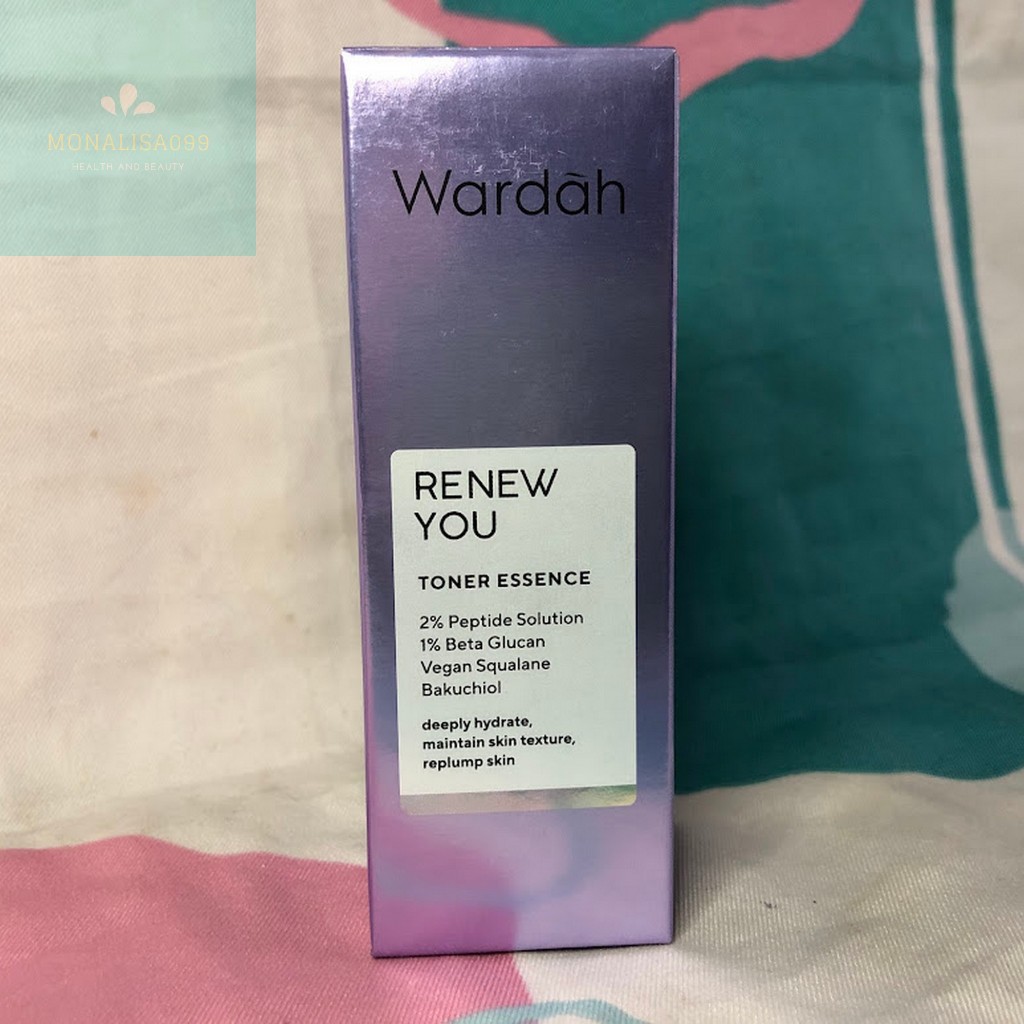 MONALISA099
HEALTH AND BEAUTY
Wardàh
RENEW
YOU
TONER ESSENCE
2% Peptide Solution
1% Beta Glucan
Vegan Squalane
Bakuchiol
deeply hydrate,
maintain skin texture,
replump skin